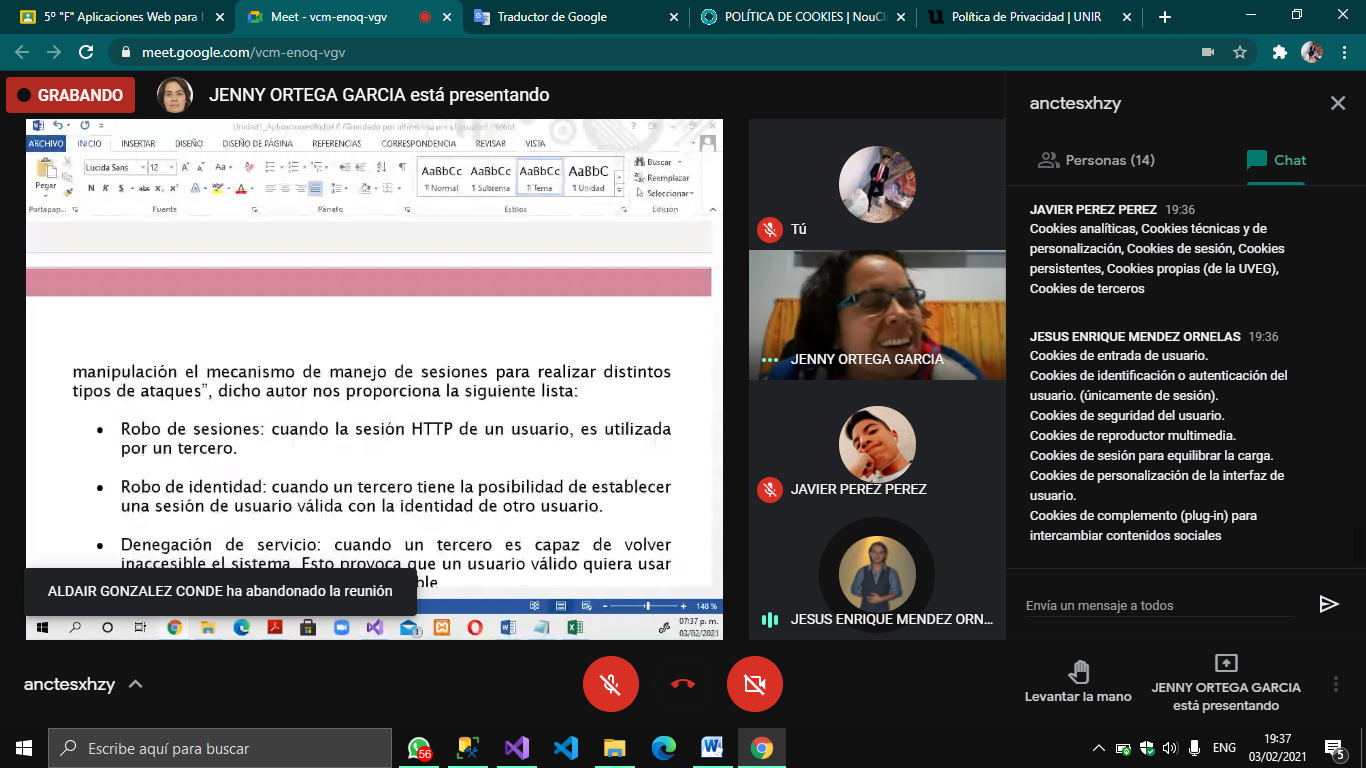 5º "F" Aplicaciones Web para I
Meet - vcm-enoq-vgv
Traductor de Google
POLÍTICA DE COOKIES | NouCl
Política de Privacidad | UNIR
meet.google.com/vcm-enoq-vgv
GRABANDO
JENNY ORTEGA GARCIA está presentando
ARCHIVO INICIO INSERTAR DISEÑO DISEÑO DE PÁGINA REFERENCIAS CORRESPONDENCIA REVISAR VISTA
Pegar
Lucida Sans 12
AaBbCc AaBbCc AaBbCc AaBbC
¶ Normal ¶ Subtema ¶ Tema ¶ Unidad
Buscar
Reemplazar
Seleccionar
Portapap... Fuente Párrafo Estilos Edición
manipulación el mecanismo de manejo de sesiones para realizar distintos
tipos de ataques”, dicho autor nos proporciona la siguiente lista:
• Robo de sesiones: cuando la sesión HTTP de un usuario, es utilizada
por un tercero.
• Robo de identidad: cuando un tercero tiene la posibilidad de establecer
una sesión de usuario válida con la identidad de otro usuario.
• Denegación de servicio: cuando un tercero es capaz de volver
inaccesible el sistema. Esto provoca que un usuario válido quiera usar
ALDAIR GONZALEZ CONDE ha abandonado la reunión
148 %
07:37 p. m.
03/02/2021
Tú
JENNY ORTEGA GARCIA
JAVIER PEREZ PEREZ
JESUS ENRIQUE MENDEZ ORN...
anctesxhzy
Personas (14)
Chat
JAVIER PEREZ PEREZ 19:36
Cookies analíticas, Cookies técnicas y de
personalización, Cookies de sesión, Cookies
persistentes, Cookies propias (de la UVEG),
Cookies de terceros
JESUS ENRIQUE MENDEZ ORNELAS 19:36
Cookies de entrada de usuario.
Cookies de identificación o autenticación del
usuario. (únicamente de sesión).
Cookies de seguridad del usuario.
Cookies de reproductor multimedia.
Cookies de sesión para equilibrar la carga.
Cookies de personalización de la interfaz de
usuario.
Cookies de complemento (plug-in) para
intercambiar contenidos sociales
Envía un mensaje a todos
anctesxhzy
Levantar la mano
JENNY ORTEGA GARCIA
está presentando
Escribe aquí para buscar
56
ENG
19:37
03/02/2021
5